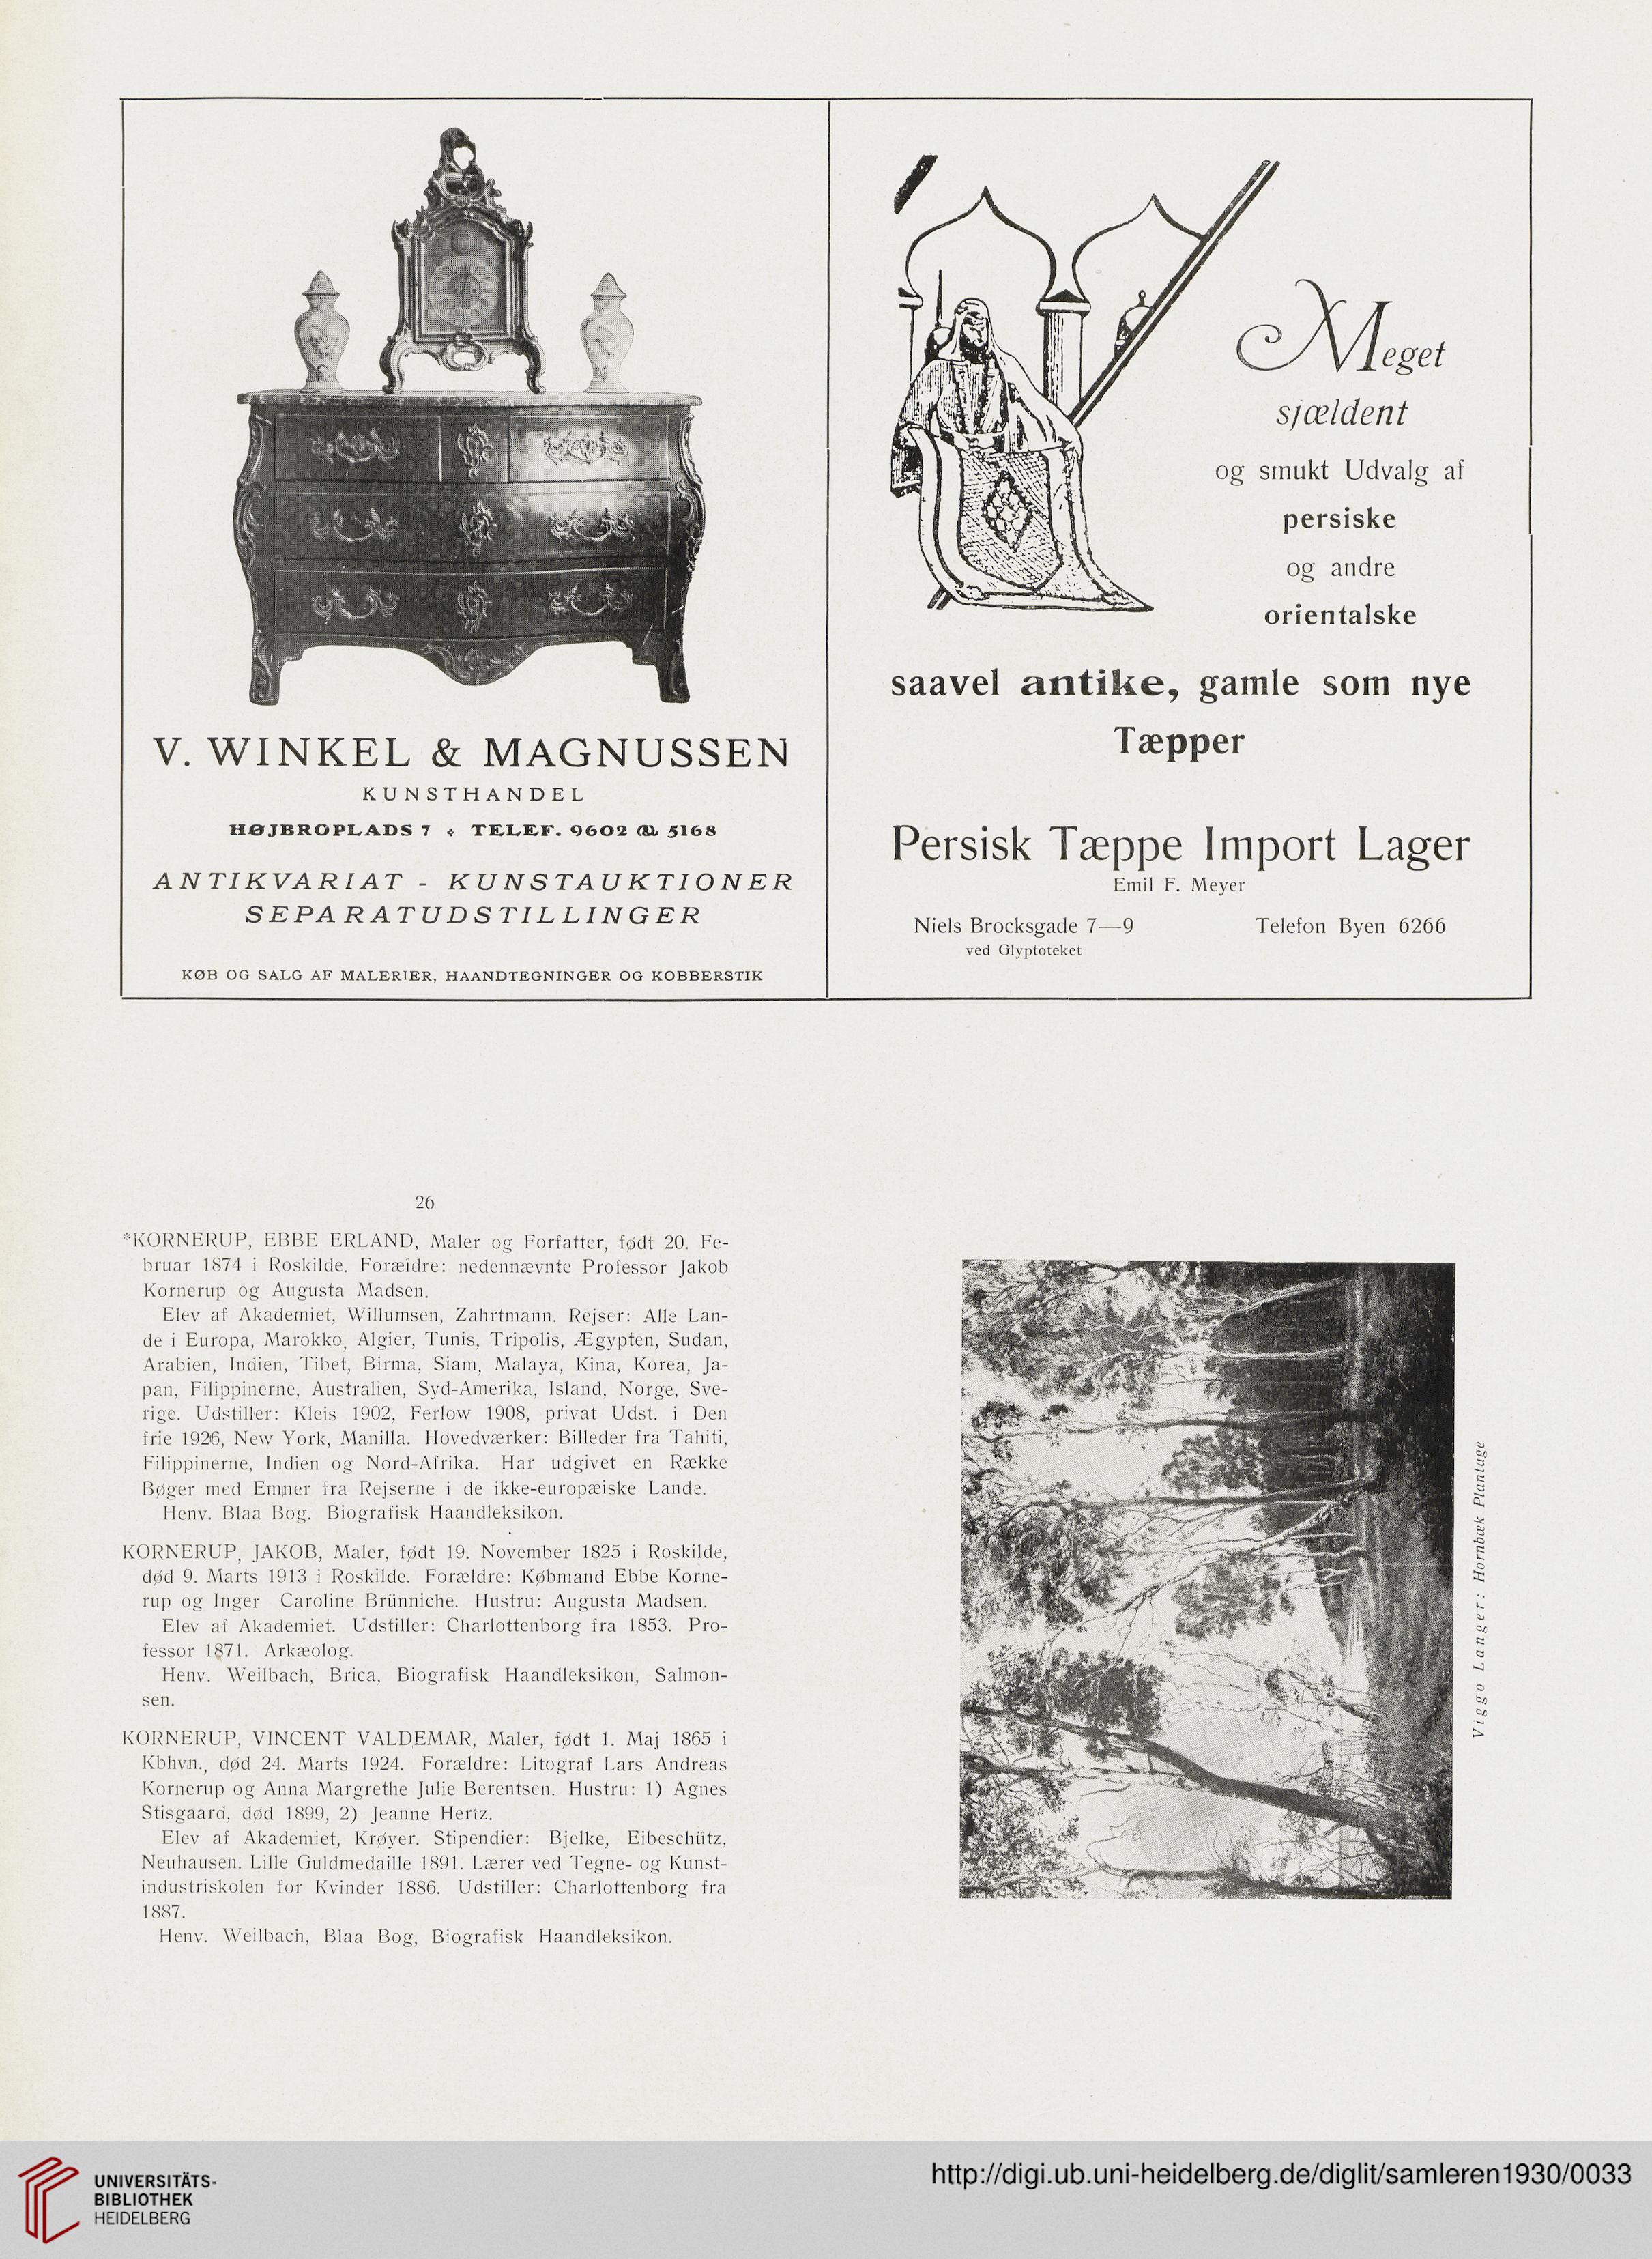 V. WINKEL & MAGNUSSEN
KUNSTHANDEL
HØJBROPLADS 7 ⬩ TELEF. 9602 & 5168
ANTIKVARIAT - KUNSTAUKTIONER
SEPARATUDSTILLINGER
KØB OG SALG AF MALERIER, HAANDTEGNINGER OG KOBBERSTIK
Meget
sjældent
og smukt Udvalg af
persiske
og andre
orientalske
saavel antike, gamle som nye
Tæpper
Persisk Tæppe Import Lager
Emil F. Meyer
Niels Brocksgade 7—9 Telefon Byen 6266
ved Glyptoteket
26
*KORNERUP, EBBE ERLAND, Maler og Forfatter, født 20. Fe-
bruar 1874 i Roskilde. Forældre: nedennævnte Professor Jakob
Kornerup og Augusta Madsen.
Elev af Akademiet, Willumsen, Zahrtmann. Rejser: Alle Lan-
de i Europa, Marokko, Algier, Tunis, Tripolis, Ægypten, Sudan,
Arabien, Indien, Tibet, Birma, Siam, Malaya, Kina, Korea, Ja-
pan, Filippinerne, Australien, Syd-Amerika, Island, Norge, Sve-
rige. Udstiller: Kleis 1902, Ferlow 1908, privat Udst. i Den
frie 1926, New York, Manilla. Hovedværker: Billeder fra Tahiti,
Filippinerne, Indien og Nord-Afrika. Har udgivet en Række
Bøger med Emner fra Rejserne i de ikke-europæiske Lande.
Henv. Blaa Bog. Biografisk Haandleksikon.
KORNERUP, JAKOB, Maler, født 19. November 1825 i Roskilde,
død 9. Marts 1913 i Roskilde. Forældre: Købmand Ebbe Korne-
rup og Inger Caroline Brünniche. Hustru: Augusta Madsen.
Elev af Akademiet. Udstiller: Charlottenborg fra 1853. Pro-
fessor 1871. Arkæolog.
Henv. Weilbach, Brica, Biografisk Haandleksikon, Salmon-
sen.
KORNERUP, VINCENT VALDEMAR, Maler, født 1. Maj 1865 i
Kbhvn., død 24. Marts 1924. Forældre: Litograf Lars Andreas
Kornerup og Anna Margrethe Julie Berentsen. Hustru: 1) Agnes
Stisgaard, død 1899, 2) Jeanne Hertz.
Elev af Akademiet, Krøyer. Stipendier: Bjelke, Eibeschütz,
Neuhausen. Lille Guldmedaille 1891. Lærer ved Tegne- og Kunst-
industriskolen for Kvinder 1886. Udstiller: Charlottenborg fra
1887.
Henv. Weilbach, Blaa Bog, Biografisk Haandleksikon.
Viggo Langer: Hornbæk Plantage
UNIVERSITÄTS-
BIBLIOTHEK
HEIDELBERG
http://digi.ub.uni-heidelberg.de/diglit/samleren1930/0033